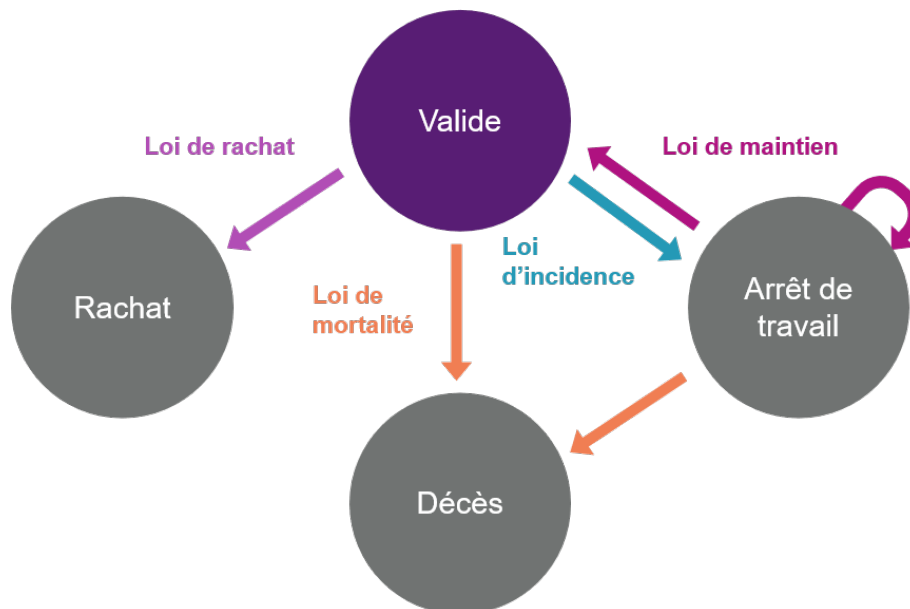 Valide
Loi de rachat
Loi de maintien
Loi
d’incidence
Rachat
Loi de
mortalité
Arrêt de
travail
Décès